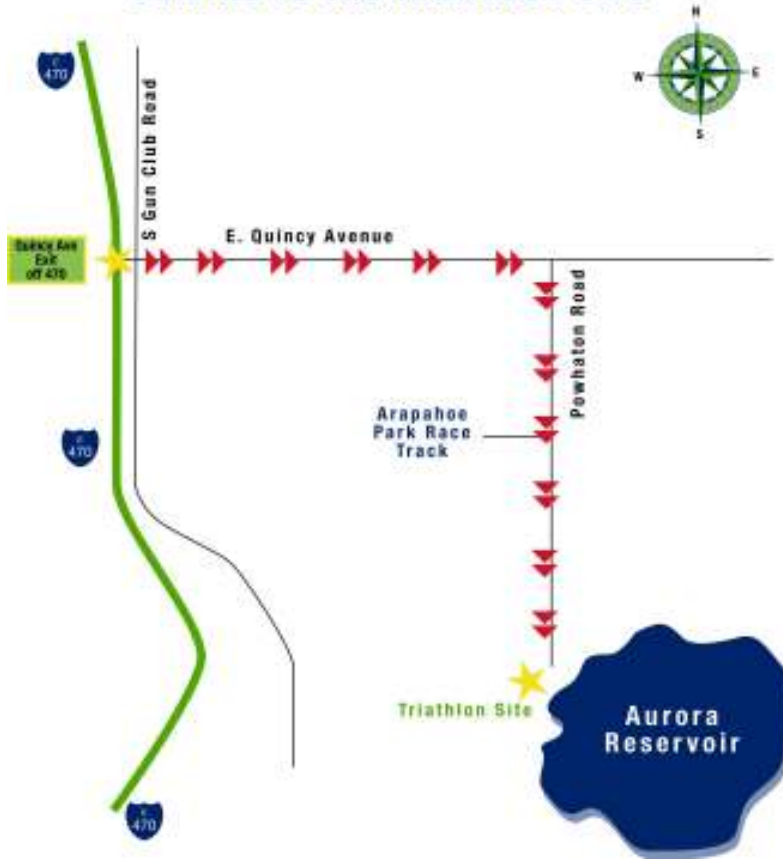 N
W
E
S
E
470
S Gun Club Road
E. Quincy Avenue
Quincy Ave
Exit
off 470
Powhaton Road
Arapahoe
Park Race
Track
E
470
Triathlon Site
Aurora
Reservoir
E
470